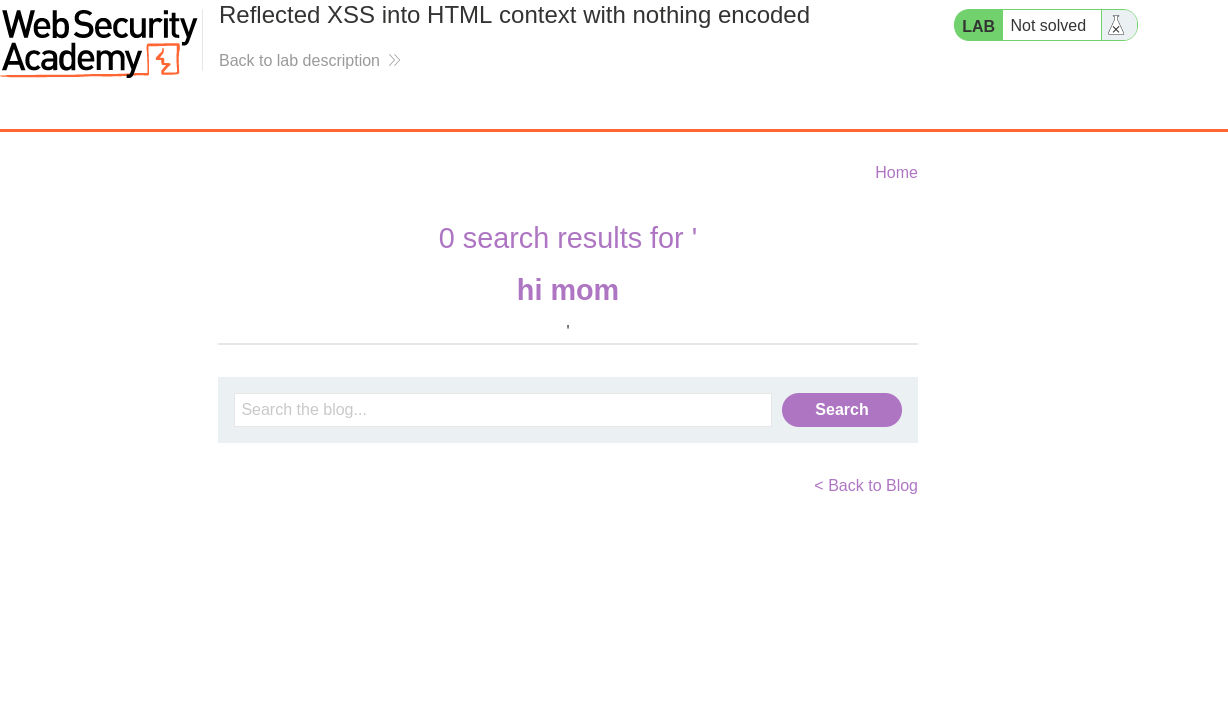 Web Security
Academy
Reflected XSS into HTML context with nothing encoded
Back to lab description
LAB
Not solved
Home
0 search results for '
hi mom
'
Search the blog...
Search
< Back to Blog